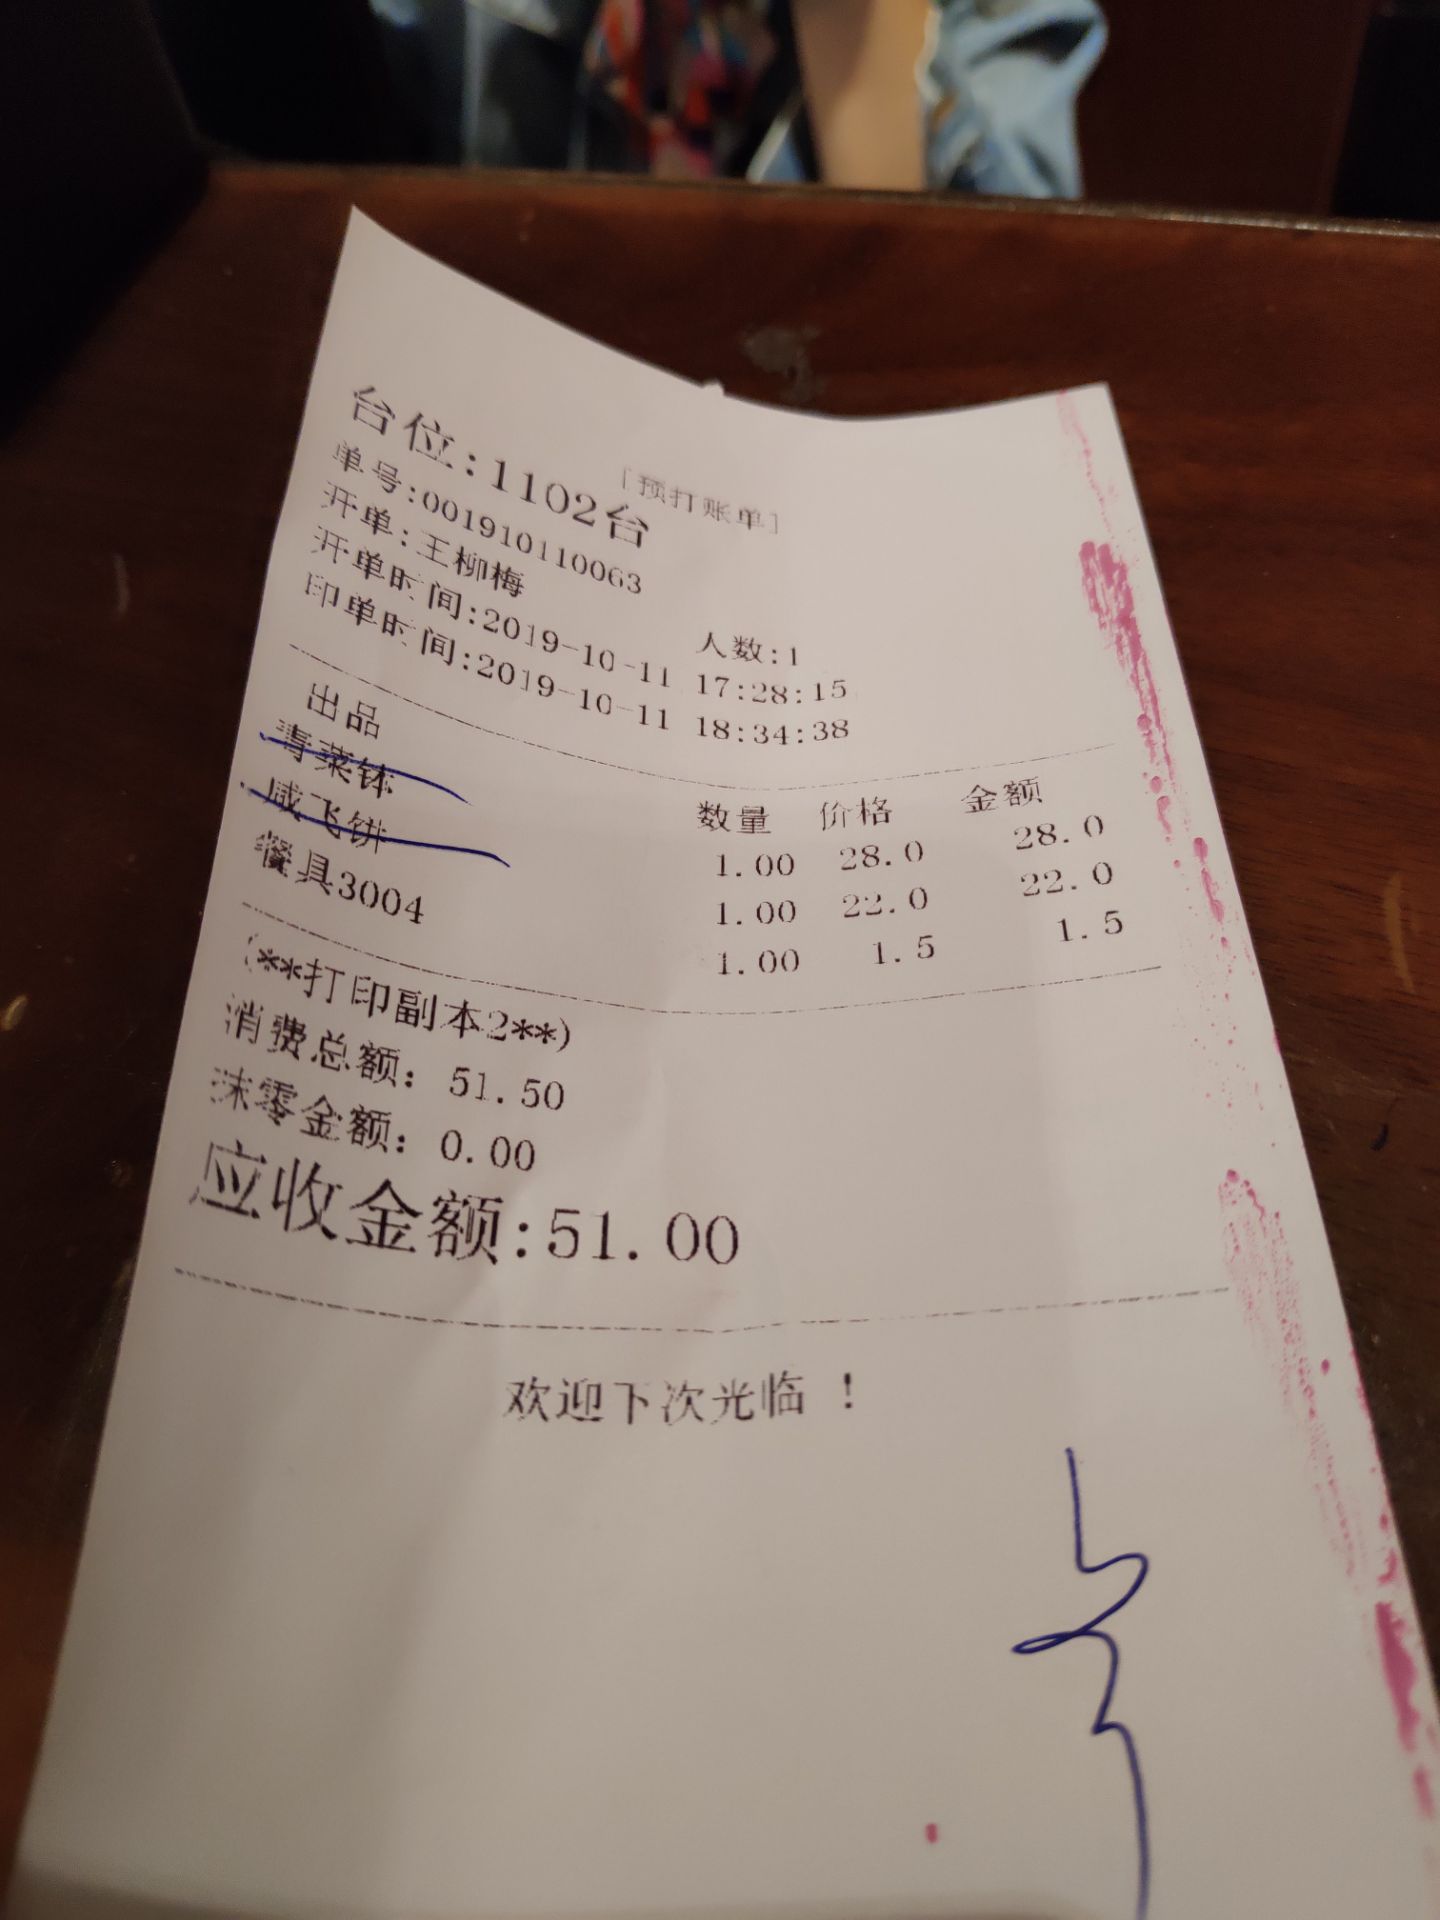 [预打账单]
台位:1102台
单号:001910110063
开单:王柳梅 人数:1
开单时间:2019-10-11 17:28:15
印单时间:2019-10-11 18:34:38
出品 数量 价格 金额
青菜钵 1.00 28.0 28.0
咸飞饼 1.00 22.0 22.0
餐具3004 1.00 1.5 1.5
(**打印副本2**)
消费总额: 51.50
沫零金额: 0.00
应收金额:51.00
欢迎下次光临 !